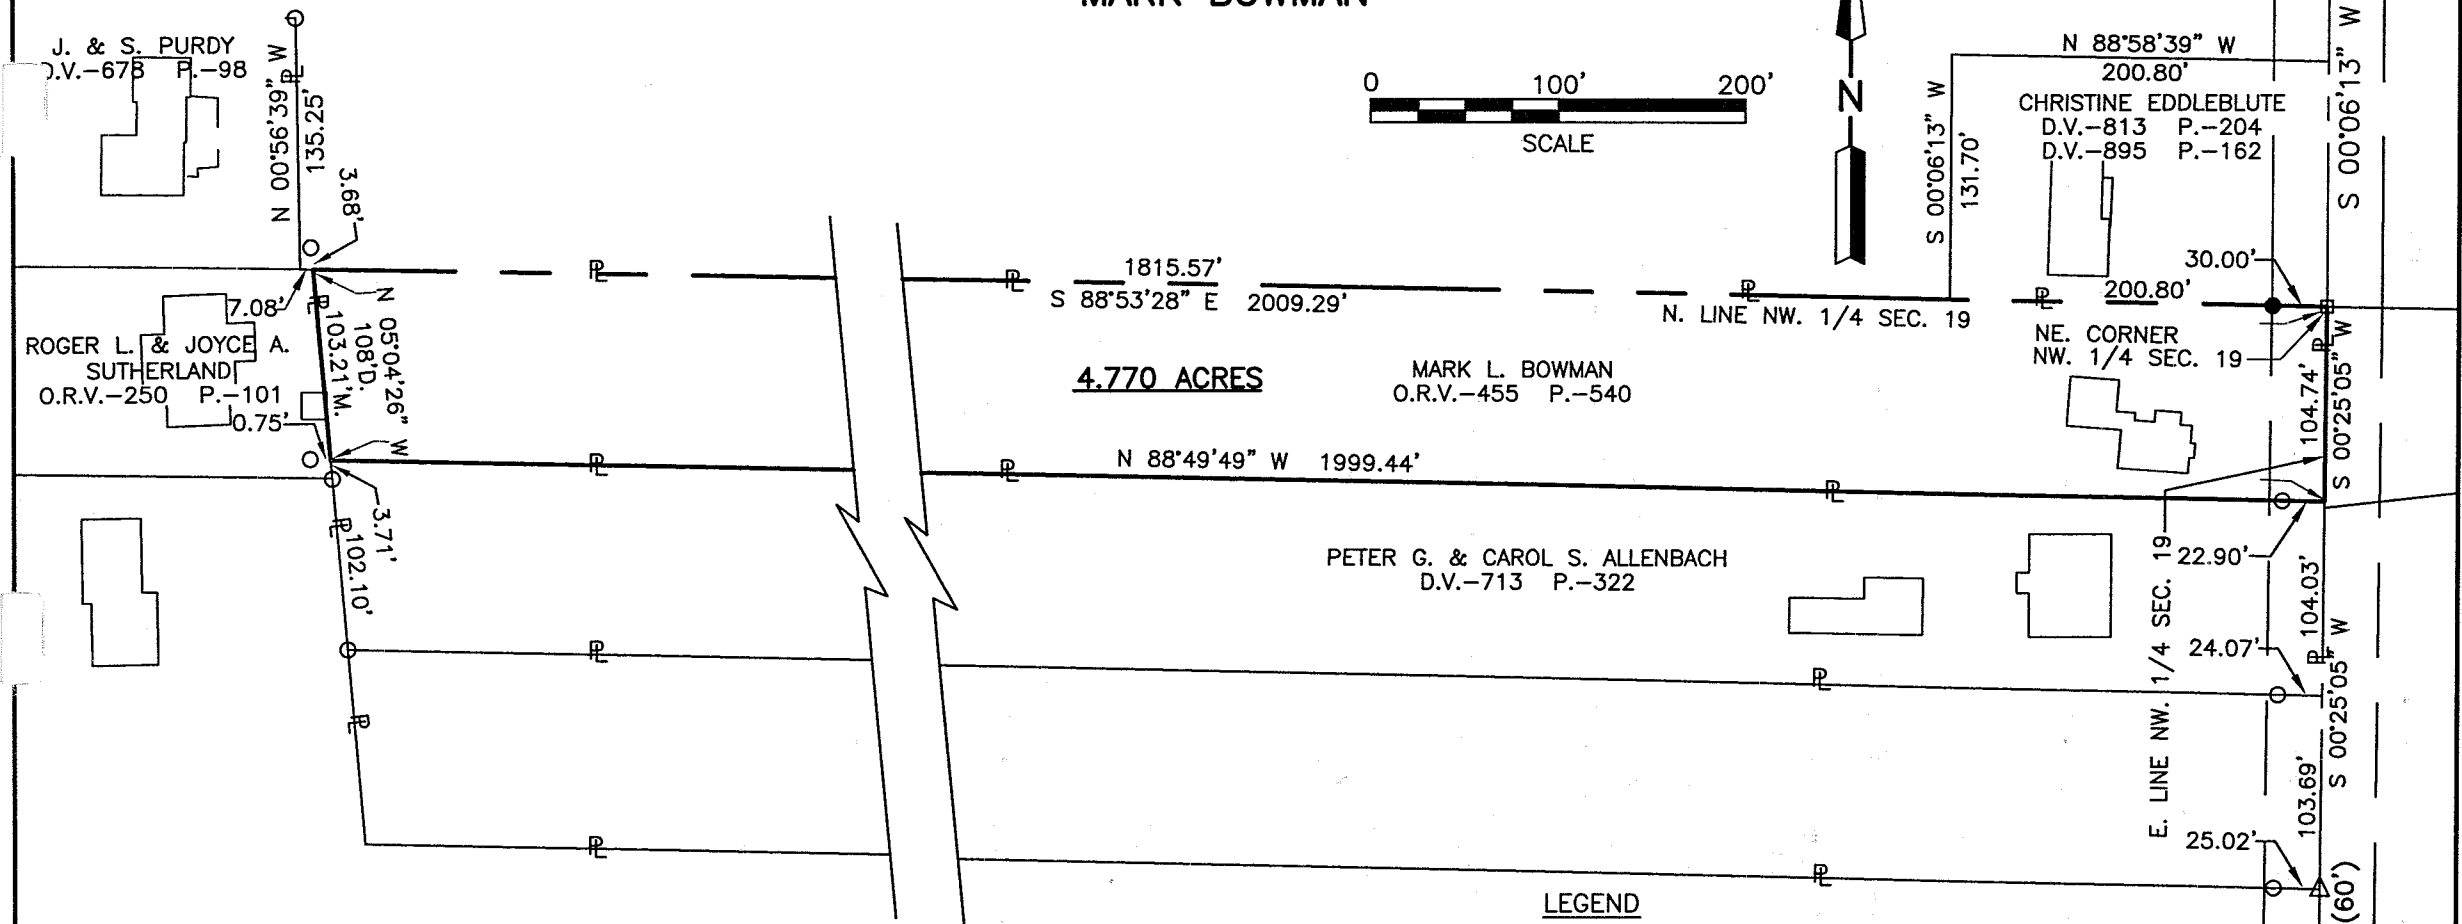 MARK BOWMAN
J. & S. PURDY
D.V.-678 P.-98
N 00°56'39" W
135.25'
3.68'
0 100' 200'
SCALE
N
N 88°58'39" W
200.80'
CHRISTINE EDDLEBLUTE
D.V.-813 P.-204
D.V.-895 P.-162
S 00°06'13" W
131.70'
S 00°06'13" W
S 00°06'13" W
30.00'
200.80'
1815.57'
S 88°53'28" E 2009.29'
N. LINE NW. 1/4 SEC. 19
NE. CORNER
NW. 1/4 SEC. 19
7.08'
N 05°04'26" W
108'D.
103.21'M.
ROGER L. & JOYCE A.
SUTHERLAND
O.R.V.-250 P.-101
0.75'
4.770 ACRES
MARK L. BOWMAN
O.R.V.-455 P.-540
104.74'
S 00°25'05" W
N 88°49'49" W 1999.44'
3.71'
102.10'
PETER G. & CAROL S. ALLENBACH
D.V.-713 P.-322
E. LINE NW. 1/4 SEC. 19
22.90'
104.03'
24.07'
S 00°25'05" W
103.69'
25.02'
(60')
LEGEND